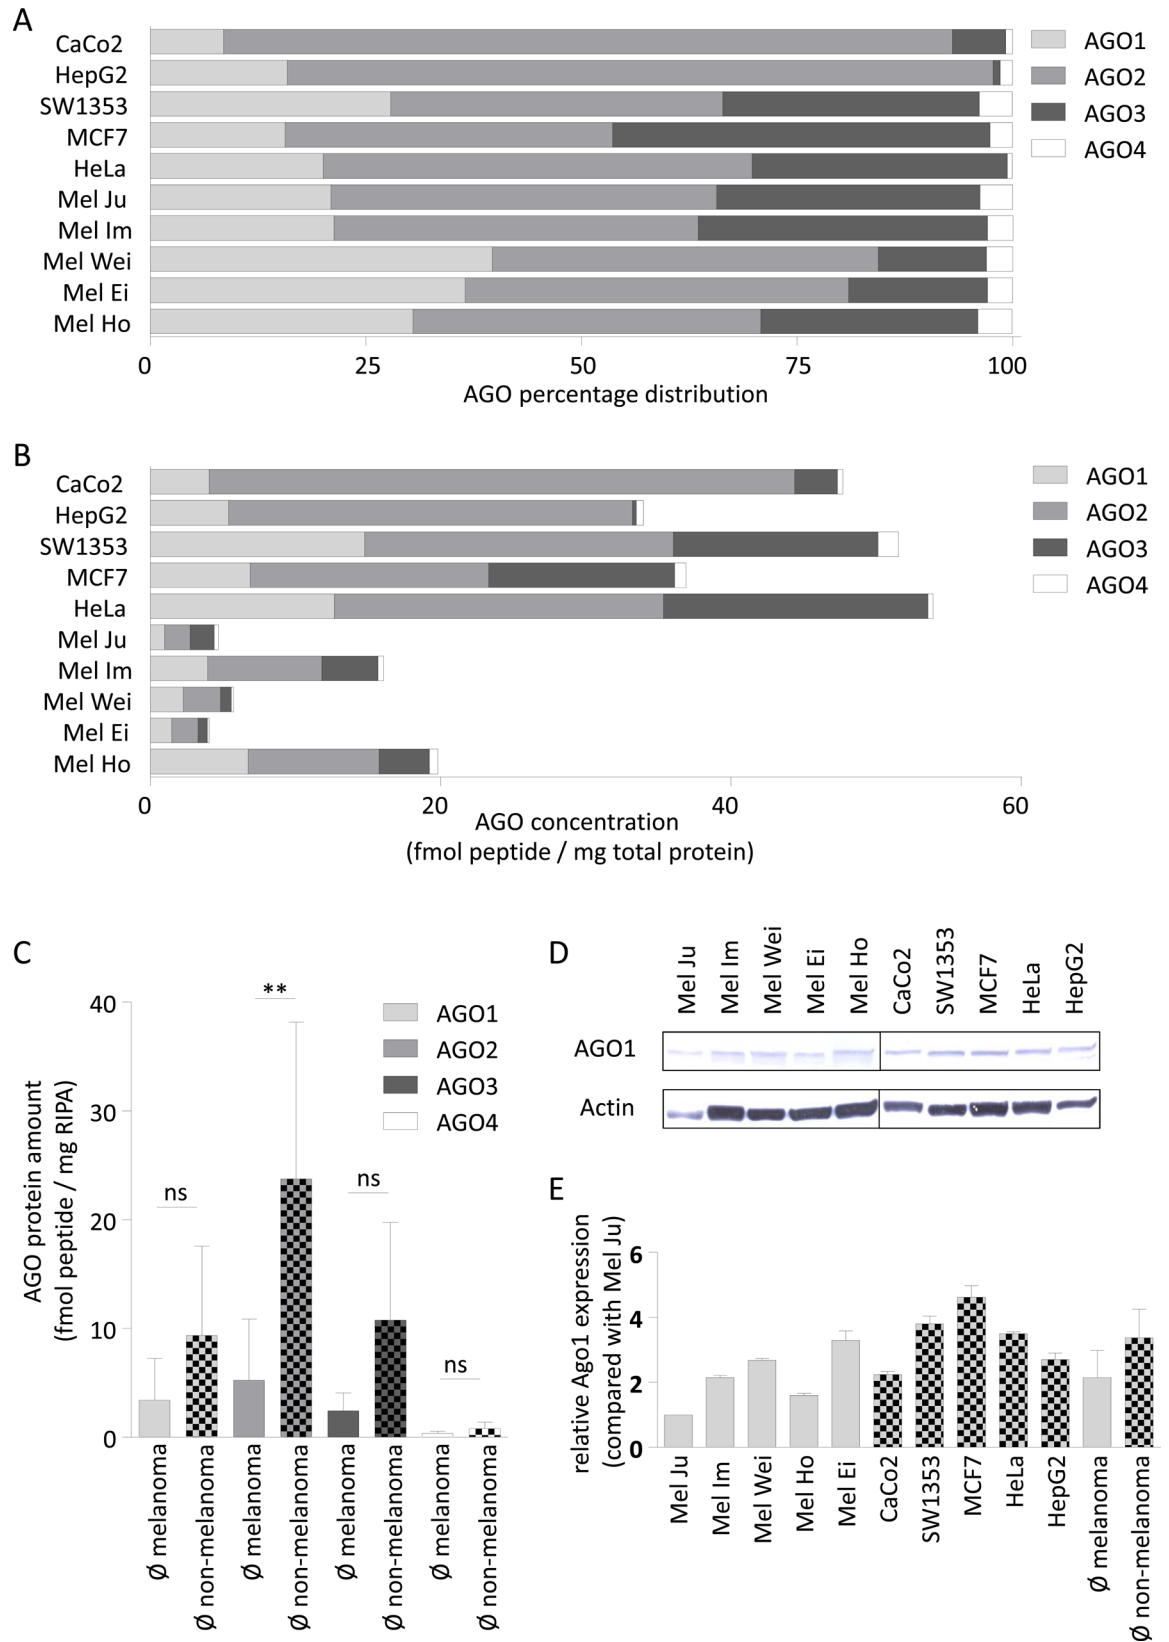 A
CaCo2
HepG2
SW1353
MCF7
HeLa
Mel Ju
Mel Im
Mel Wei
Mel Ei
Mel Ho
0 25 50 75 100
AGO percentage distribution
AGO1
AGO2
AGO3
AGO4
B
CaCo2
HepG2
SW1353
MCF7
HeLa
Mel Ju
Mel Im
Mel Wei
Mel Ei
Mel Ho
0 20 40 60
AGO concentration
(fmol peptide / mg total protein)
AGO1
AGO2
AGO3
AGO4
C
AGO protein amount
(fmol peptide / mg RIPA)
40
30
20
10
0
ns
**
ns
ns
AGO1
AGO2
AGO3
AGO4
Ø melanoma
Ø non-melanoma
Ø melanoma
Ø non-melanoma
Ø melanoma
Ø non-melanoma
Ø melanoma
Ø non-melanoma
D
Mel Ju
Mel Im
Mel Wei
Mel Ei
Mel Ho
CaCo2
SW1353
MCF7
HeLa
HepG2
AGO1
Actin
E
relative Ago1 expression
(compared with Mel Ju)
6
4
2
0
Mel Ju
Mel Im
Mel Wei
Mel Ho
Mel Ei
CaCo2
SW1353
MCF7
HeLa
HepG2
Ø melanoma
Ø non-melanoma